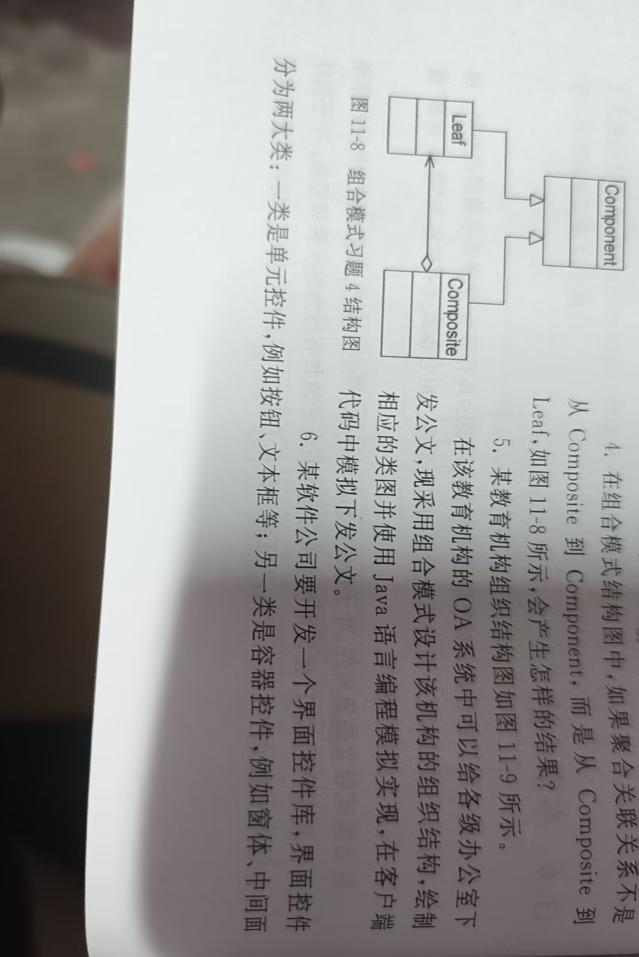 4. 在组合模式结构图中,如果聚合关联关系不是
从 Composite 到 Component,而是从 Composite 到
Leaf,如图 11-8 所示,会产生怎样的结果?
Component
Leaf
Composite
图 11-8 组合模式习题 4 结构图
5. 某教育机构组织结构图如图 11-9 所示。
在该教育机构的 OA 系统中可以给各级办公室下
发公文,现采用组合模式设计该机构的组织结构,绘制
相应的类图并使用 Java 语言编程模拟实现,在客户端
代码中模拟下发公文。
6. 某软件公司要开发一个界面控件库,界面控件
分为两大类:一类是单元控件,例如按钮、文本框等;另一类是容器控件,例如窗体、中间面